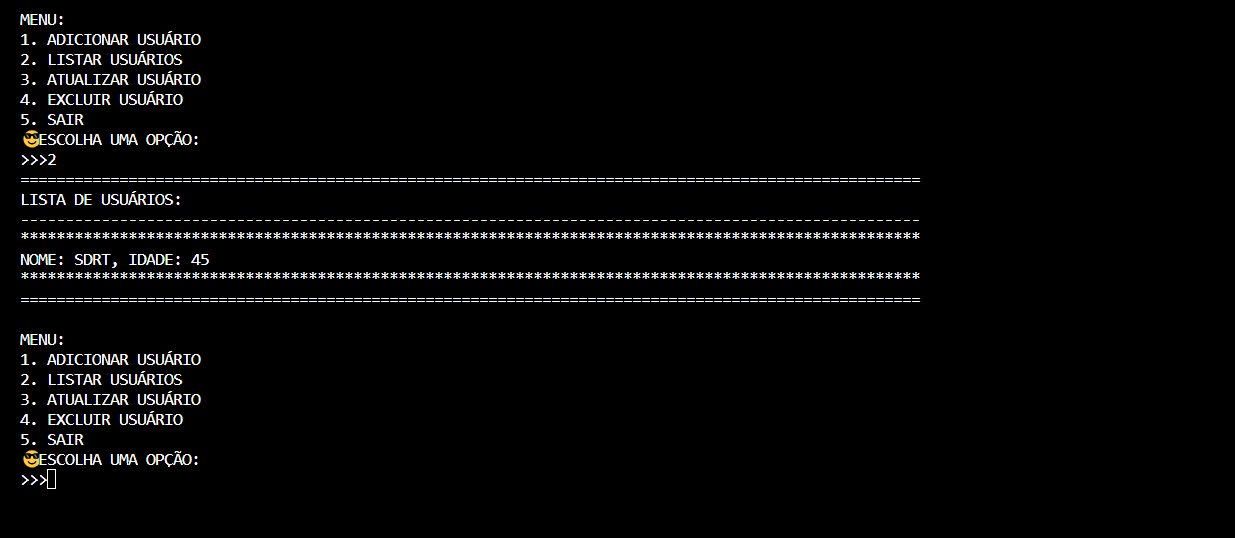 MENU:
1. ADICIONAR USUÁRIO
2. LISTAR USUÁRIOS
3. ATUALIZAR USUÁRIO
4. EXCLUIR USUÁRIO
5. SAIR
😎ESCOLHA UMA OPÇÃO:
>>>2
====================================================================================================
LISTA DE USUÁRIOS:
----------------------------------------------------------------------------------------------------
****************************************************************************************************
NOME: SDRT, IDADE: 45
****************************************************************************************************
====================================================================================================
MENU:
1. ADICIONAR USUÁRIO
2. LISTAR USUÁRIOS
3. ATUALIZAR USUÁRIO
4. EXCLUIR USUÁRIO
5. SAIR
😎ESCOLHA UMA OPÇÃO:
>>>